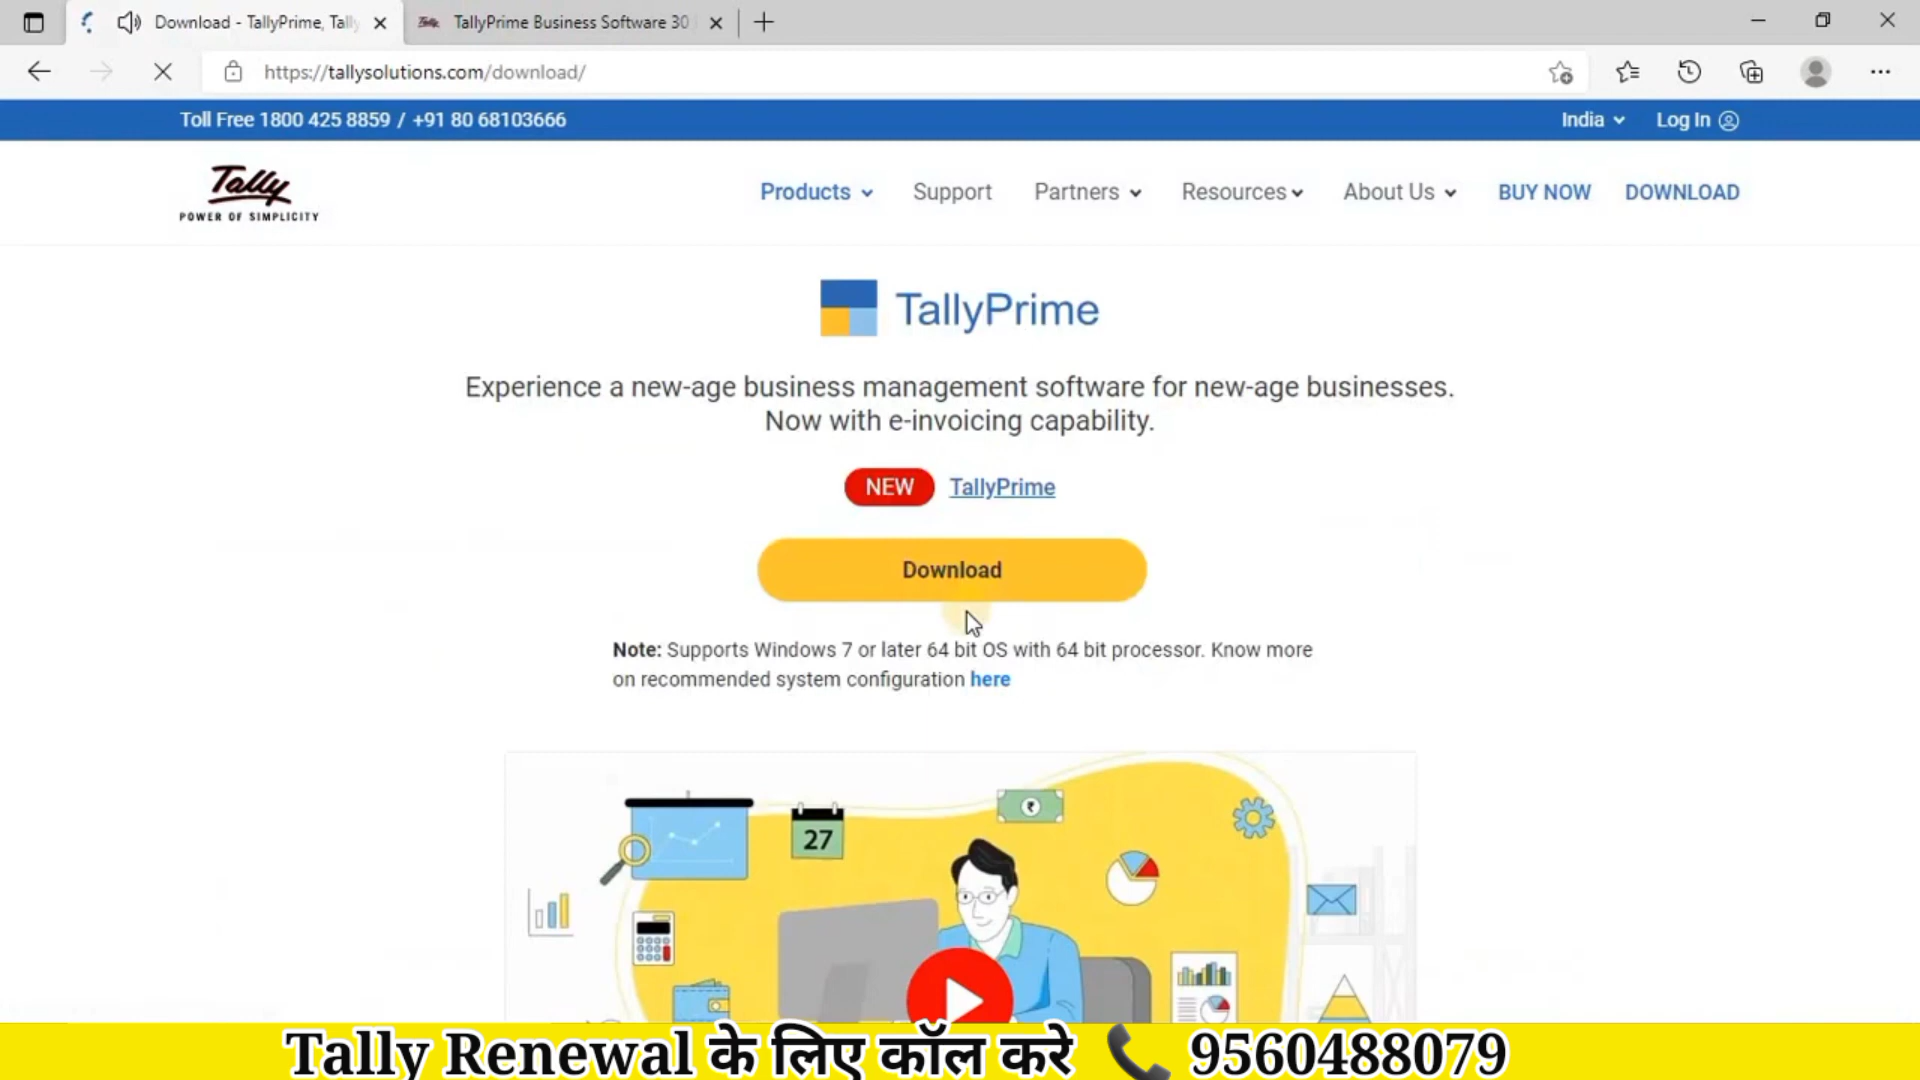 Download - TallyPrime, Tally
TallyPrime Business Software 30
https://tallysolutions.com/download/
Toll Free 1800 425 8859 / +91 80 68103666
India
Log In
Tally
POWER OF SIMPLICITY
Products
Support
Partners
Resources
About Us
BUY NOW
DOWNLOAD
TallyPrime
Experience a new-age business management software for new-age businesses.
Now with e-invoicing capability.
NEW TallyPrime
Download
Note: Supports Windows 7 or later 64 bit OS with 64 bit processor. Know more
on recommended system configuration here
27
₹
Tally Renewal के लिए कॉल करे 9560488079